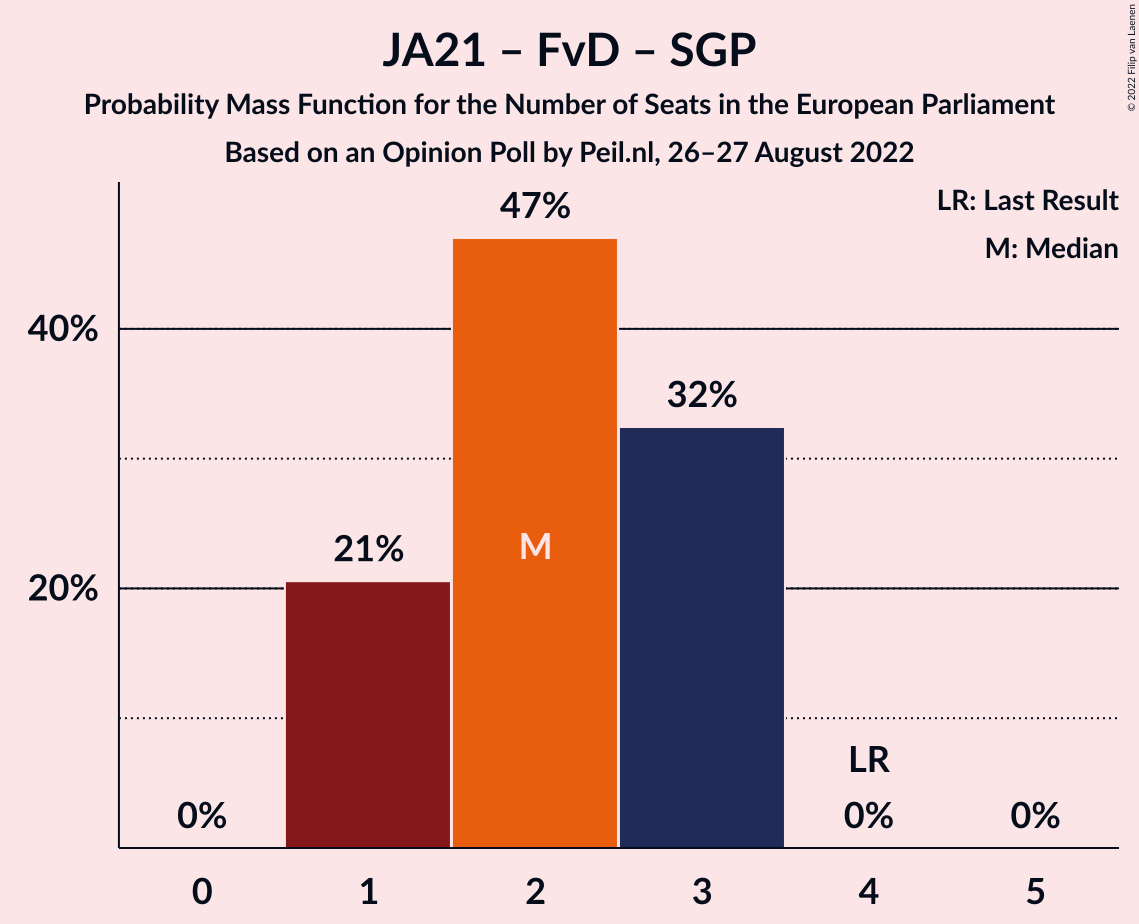 JA21 – FvD – SGP
Probability Mass Function for the Number of Seats in the European Parliament
Based on an Opinion Poll by Peil.nl, 26–27 August 2022
© 2022 Filip van Laenen
LR: Last Result
M: Median
47%
40%
32%
M
21%
20%
LR
0%
0%
0%
0
1
2
3
4
5